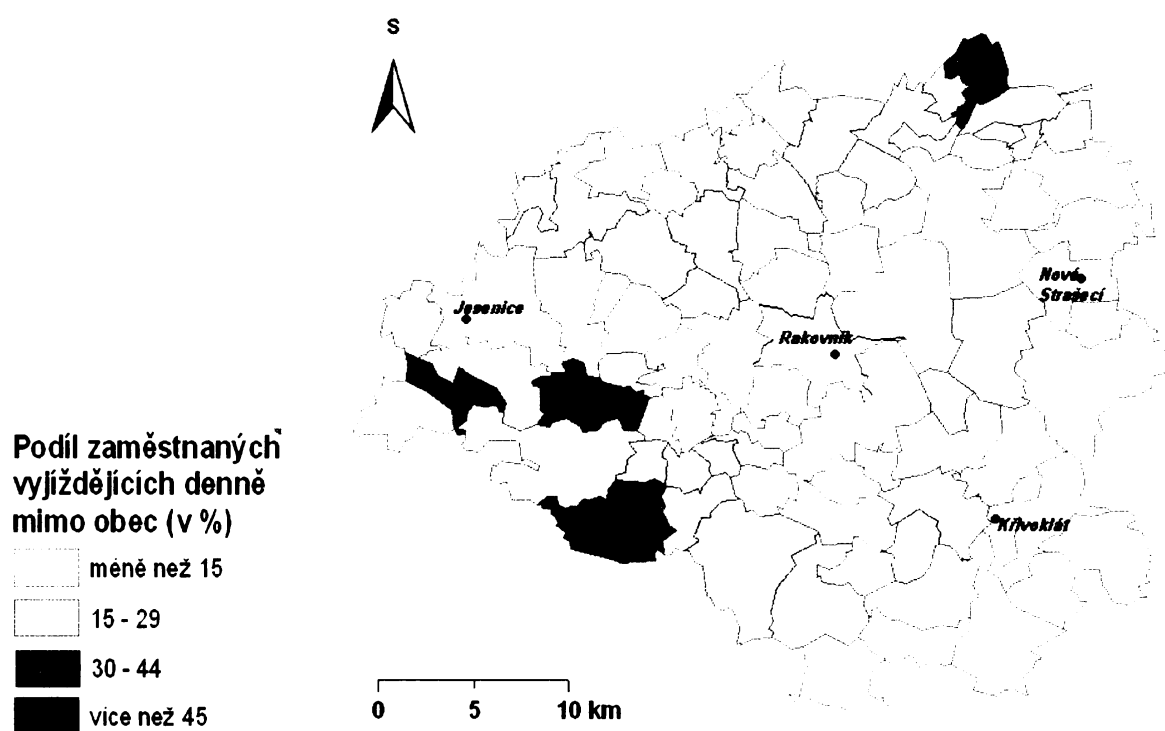 S
Jesenice
Nové
Strašecí
Rakovník
Křivoklát
Podíl zaměstnaných
vyjíždějících denně
mimo obec (v %)
méně než 15
15 - 29
30 - 44
více než 45
0 5 10 km